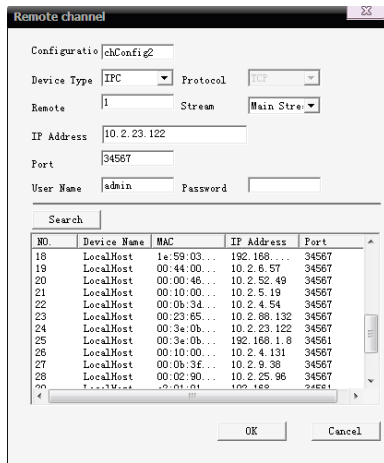 Remote channel
Configuratio chConfig2
Device Type IPC Protocol TCP
Remote 1 Stream Main Stre
IP Address 10.2.23.122
Port 34567
User Name admin Password
Search
NO. Device Name MAC IP Address Port
18 LocalHost 1e:59:03... 192.168.... 34567
19 LocalHost 00:44:00... 10.2.6.57 34567
20 LocalHost 00:00:46... 10.2.52.49 34567
21 LocalHost 00:10:00... 10.2.5.19 34567
22 LocalHost 00:0b:3d... 10.2.4.54 34567
23 LocalHost 00:23:65... 10.2.88.132 34567
24 LocalHost 00:3e:0b... 10.2.23.122 34567
25 LocalHost 00:3e:0b... 192.168.1.8 34561
26 LocalHost 00:10:00... 10.2.4.131 34567
27 LocalHost 00:0b:3f... 10.2.9.38 34567
28 LocalHost 00:02:90... 10.2.25.96 34567
OK Cancel